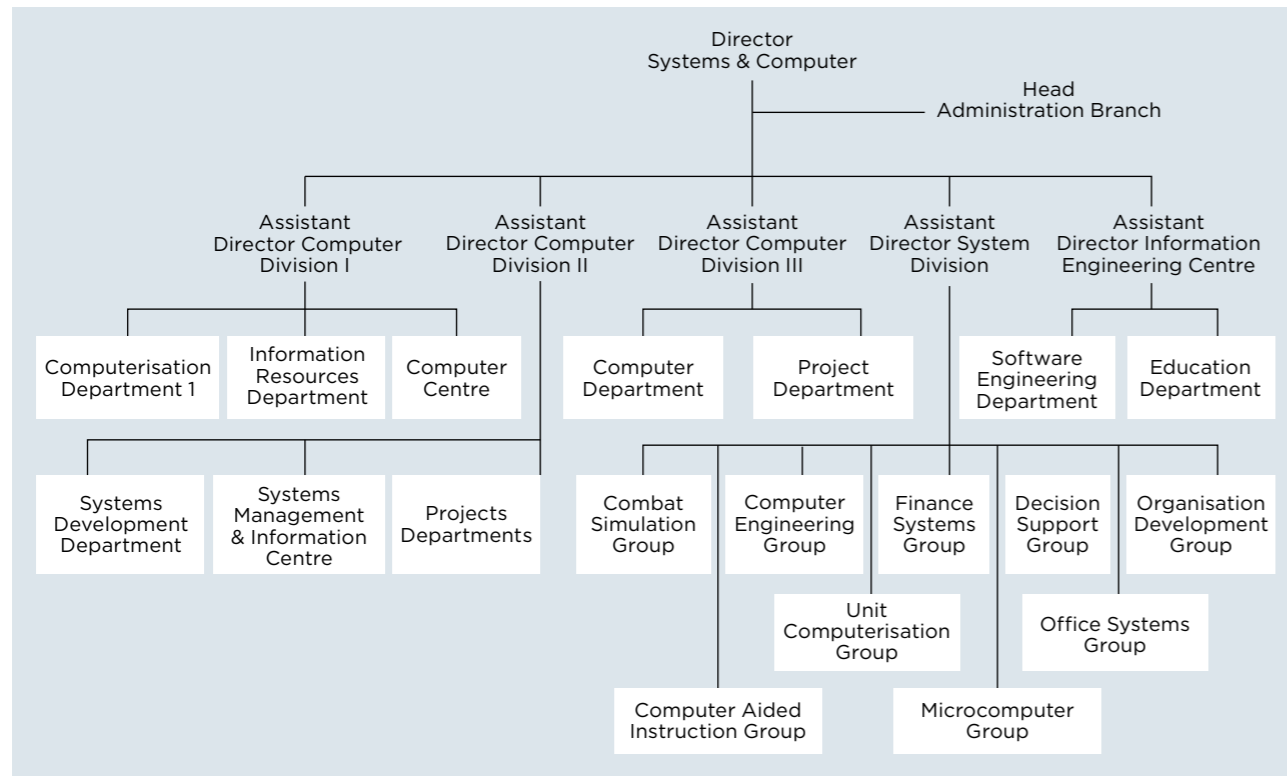 Director
Systems & Computer
Head
Administration Branch
Assistant
Director Computer
Division I
Assistant
Director Computer
Division II
Assistant
Director Computer
Division III
Assistant
Director System
Division
Assistant
Director Information
Engineering Centre
Computerisation
Department 1
Information
Resources
Department
Computer
Centre
Computer
Department
Project
Department
Software
Engineering
Department
Education
Department
Systems
Development
Department
Systems
Management
& Information
Centre
Projects
Departments
Combat
Simulation
Group
Computer
Engineering
Group
Finance
Systems
Group
Decision
Support
Group
Organisation
Development
Group
Unit
Computerisation
Group
Office Systems
Group
Computer Aided
Instruction Group
Microcomputer
Group